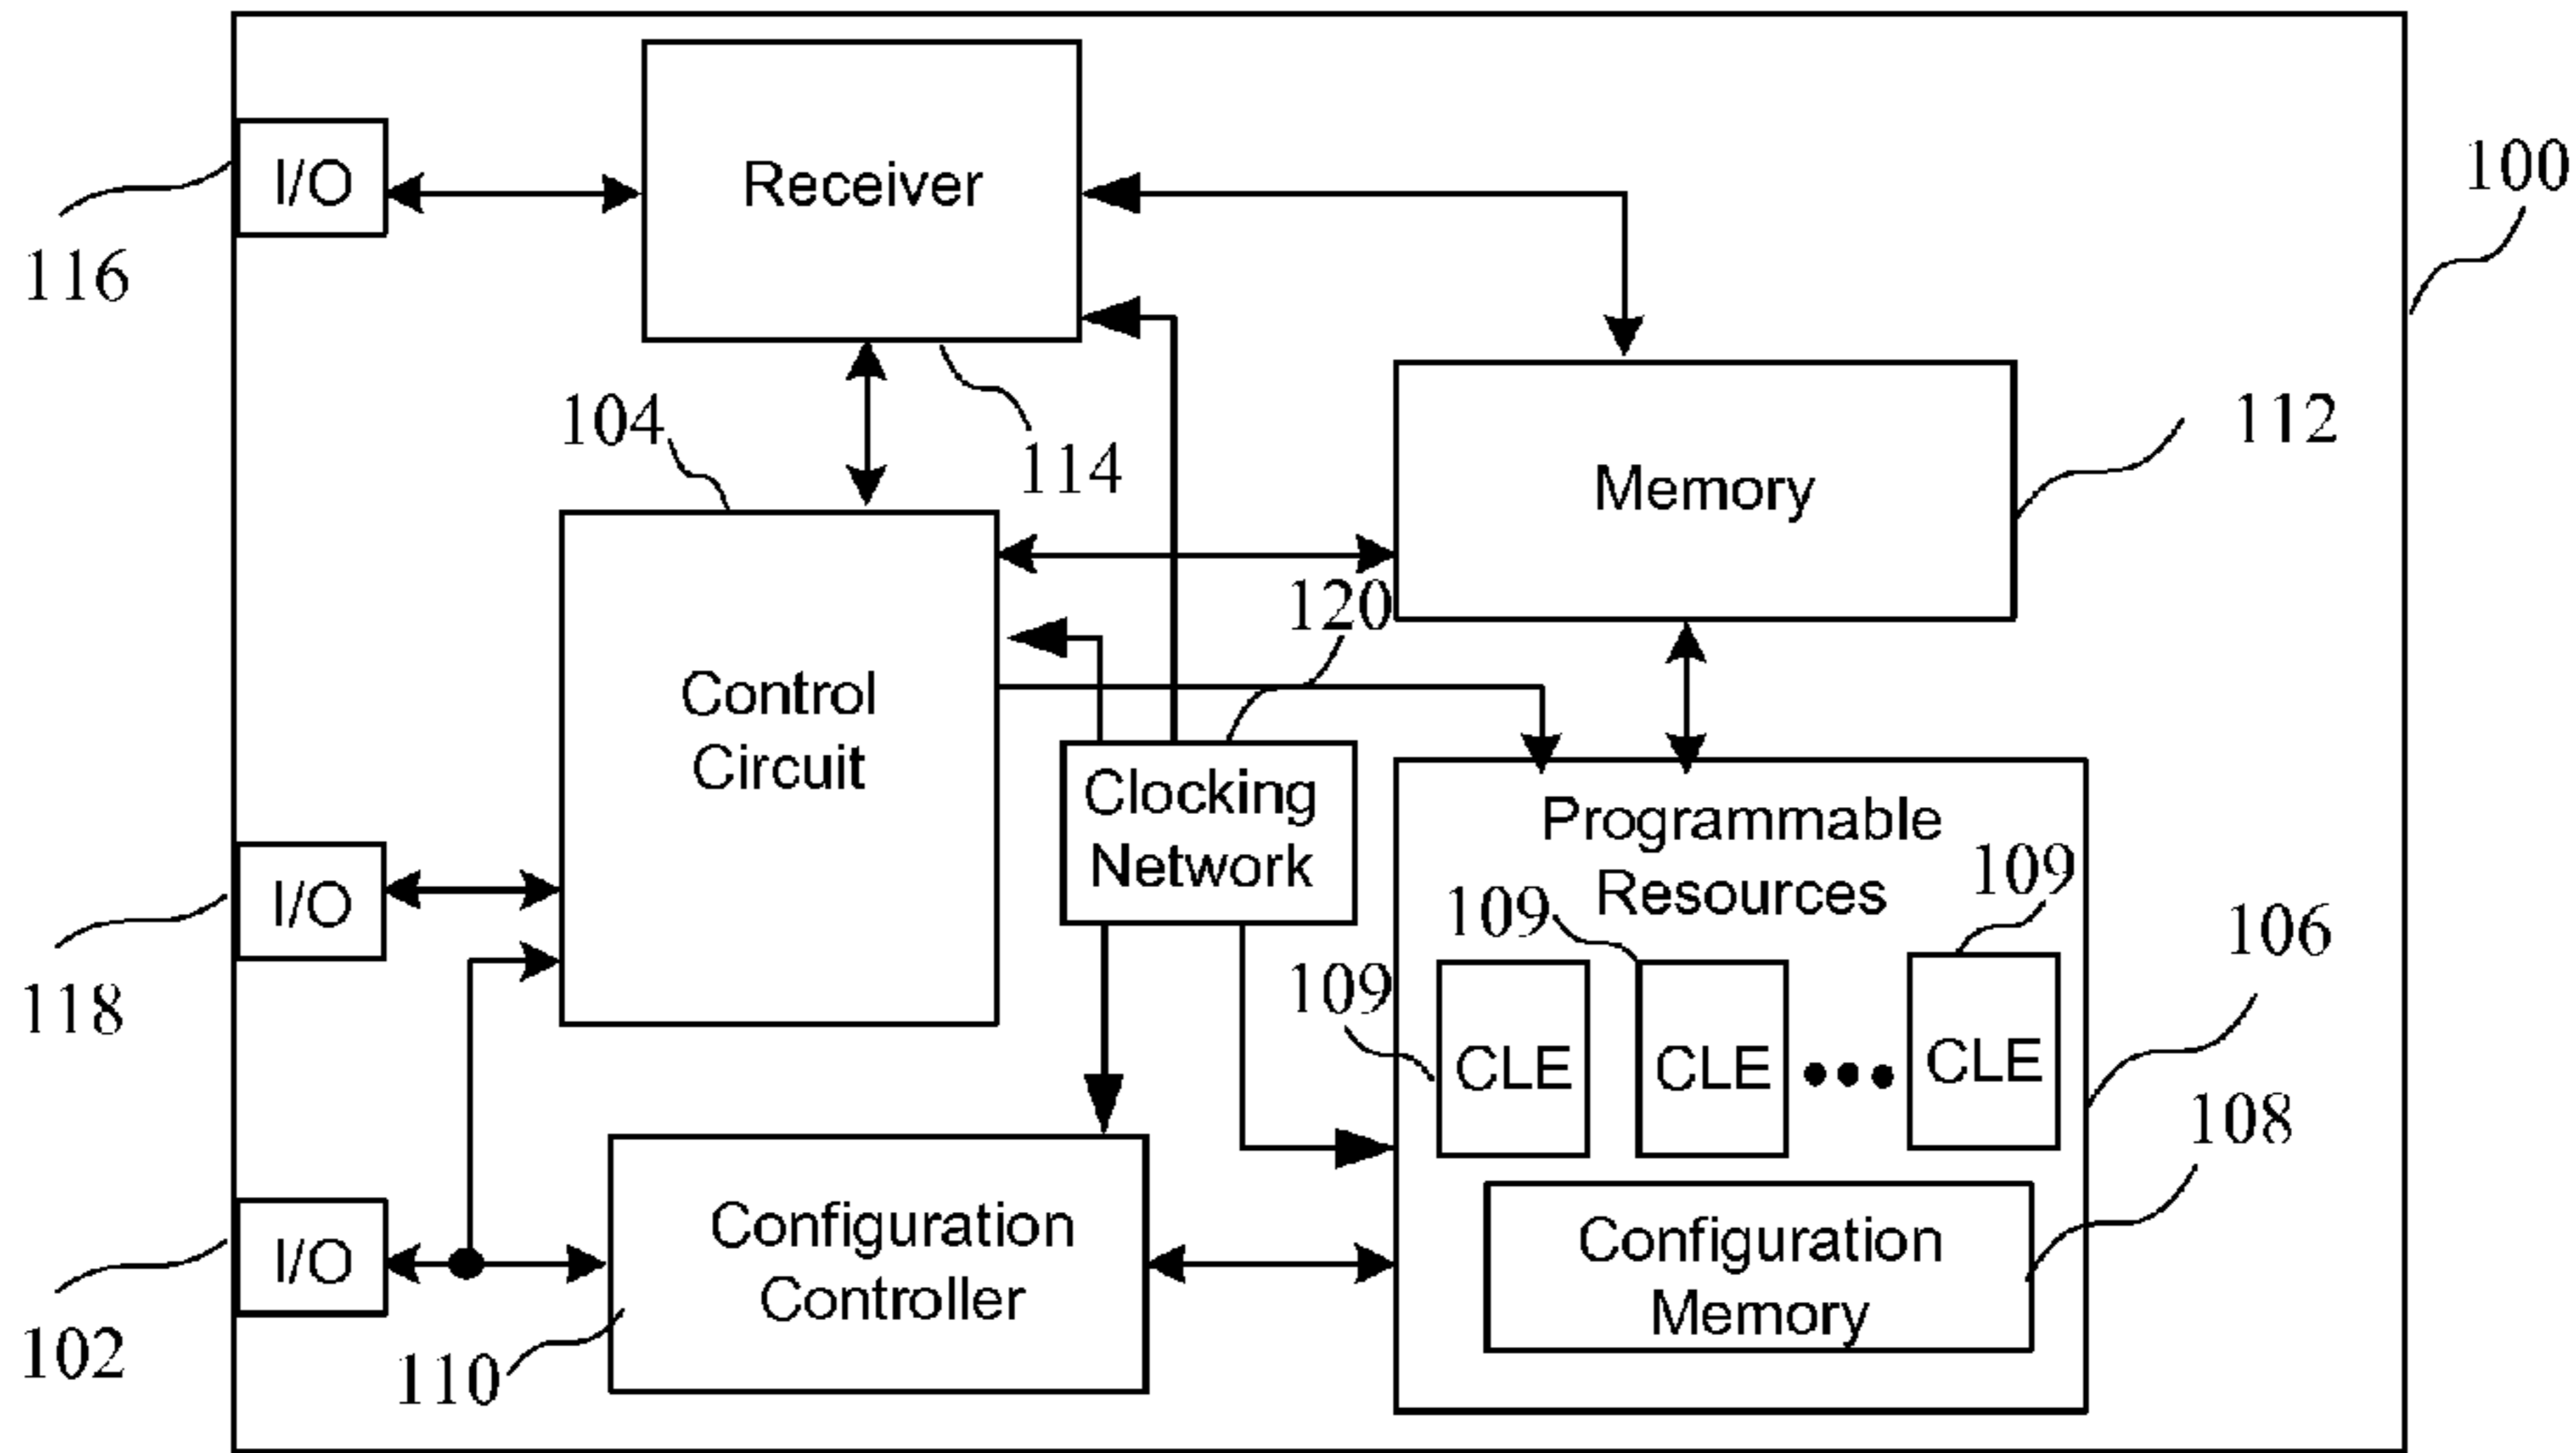 100
I/O
116
Receiver
114
104
112
Memory
120
Control
Circuit
Clocking
Network
I/O
118
Programmable
Resources
109
109
109
106
CLE
CLE
CLE
108
Configuration
Memory
I/O
102
Configuration
Controller
110